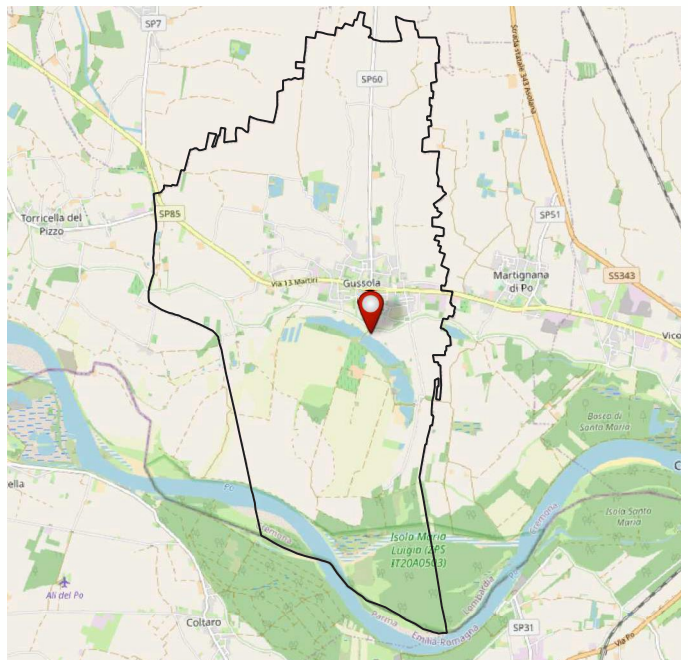 SP7
SP60
Strada statale 343 Asolana
SP85
Torricella del
Pizzo
SP51
Via 13 Martiri
Gussola
Martignana
di Po
SS343
Vico
Bosco di
Santa Maria
Po
Cremona
Isola Maria
Luigia (ZPS
IT20A0503)
Isola Santa
Maria
Ali del Po
Coltaro
Parma
Emilia-Romagna
Lombardia
SP31
Via Po